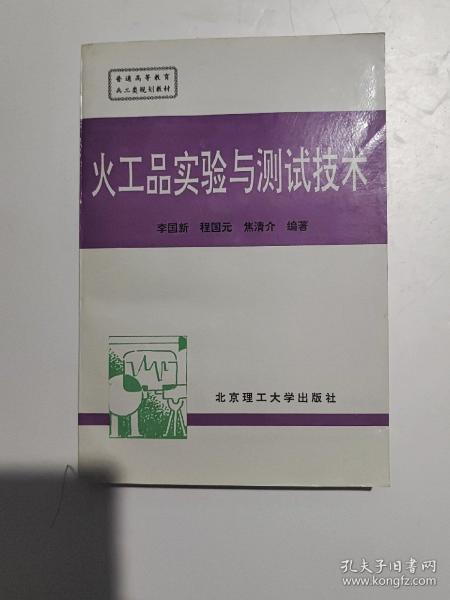 普通高等教育
兵工类规划教材
火工品实验与测试技术
李国新 程国元 焦清介 编著
北京理工大学出版社
孔夫子旧书网
www.kongfz.com